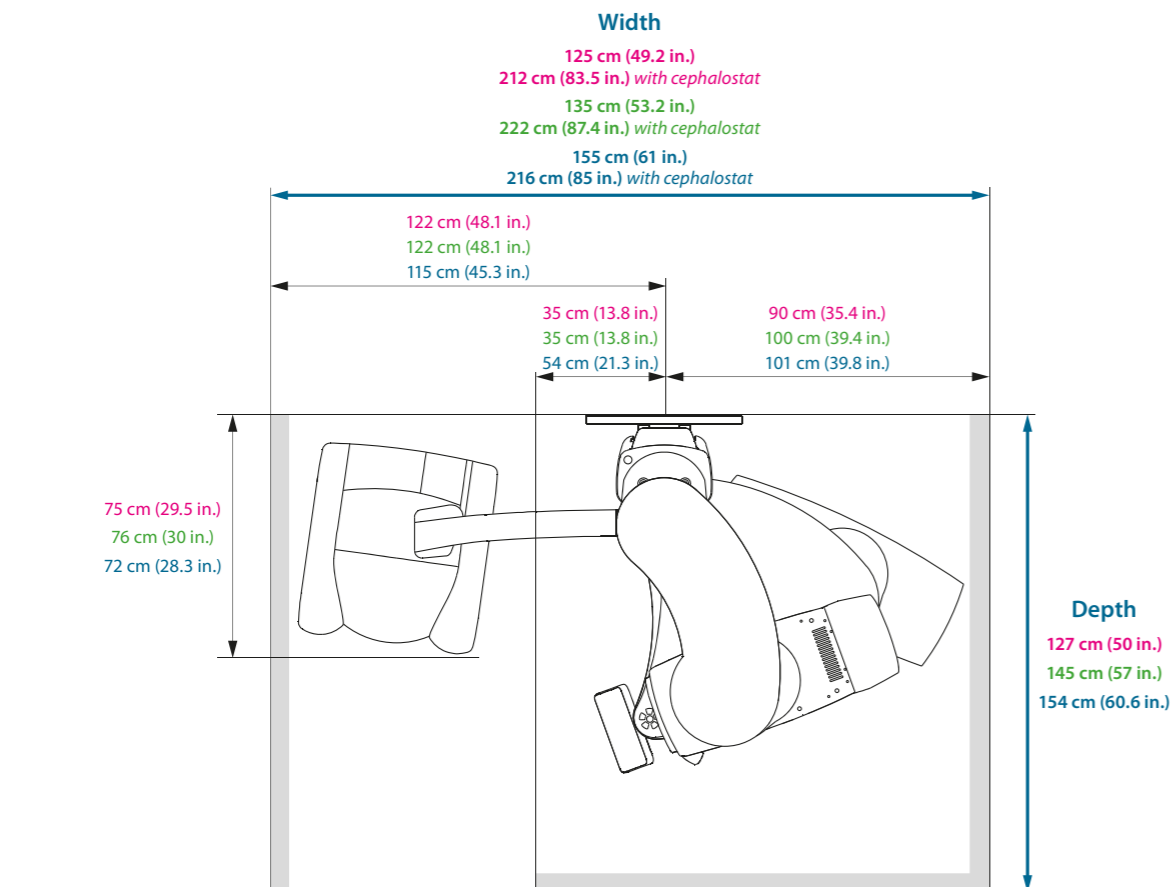 Width
125 cm (49.2 in.)
212 cm (83.5 in.) with cephalostat
135 cm (53.2 in.)
222 cm (87.4 in.) with cephalostat
155 cm (61 in.)
216 cm (85 in.) with cephalostat
122 cm (48.1 in.)
122 cm (48.1 in.)
115 cm (45.3 in.)
35 cm (13.8 in.)
35 cm (13.8 in.)
54 cm (21.3 in.)
90 cm (35.4 in.)
100 cm (39.4 in.)
101 cm (39.8 in.)
75 cm (29.5 in.)
76 cm (30 in.)
72 cm (28.3 in.)
Depth
127 cm (50 in.)
145 cm (57 in.)
154 cm (60.6 in.)